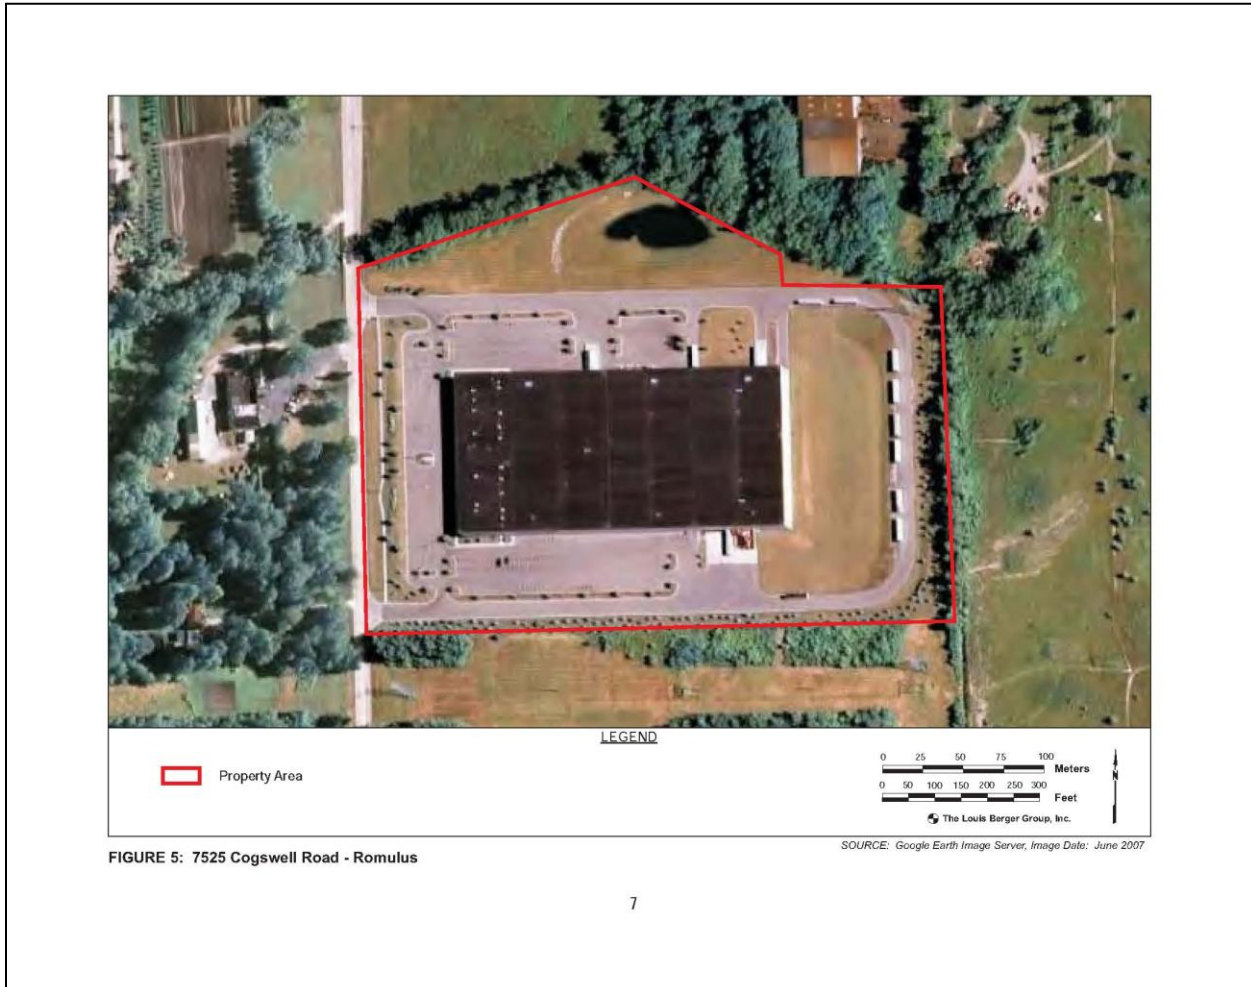 LEGEND
Property Area
0 25 50 75 100
Meters
0 50 100 150 200 250 300
Feet
N
The Louis Berger Group, Inc.
FIGURE 5: 7525 Cogswell Road - Romulus
SOURCE: Google Earth Image Server, Image Date: June 2007
7